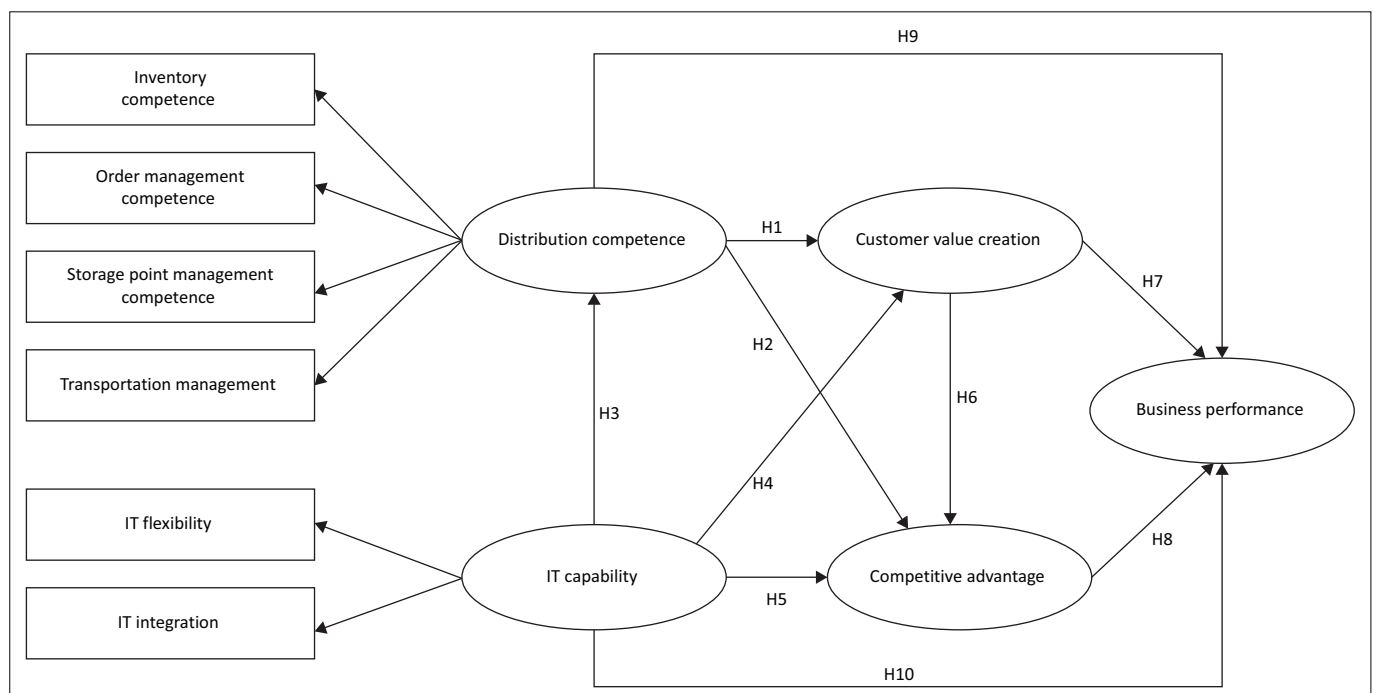 H9
Inventory
competence
Order management
competence
Distribution competence
H1
Customer value creation
Storage point management
competence
H7
H2
Transportation management
H3
H6
Business performance
H4
IT flexibility
H8
IT capability
Competitive advantage
H5
IT integration
H10